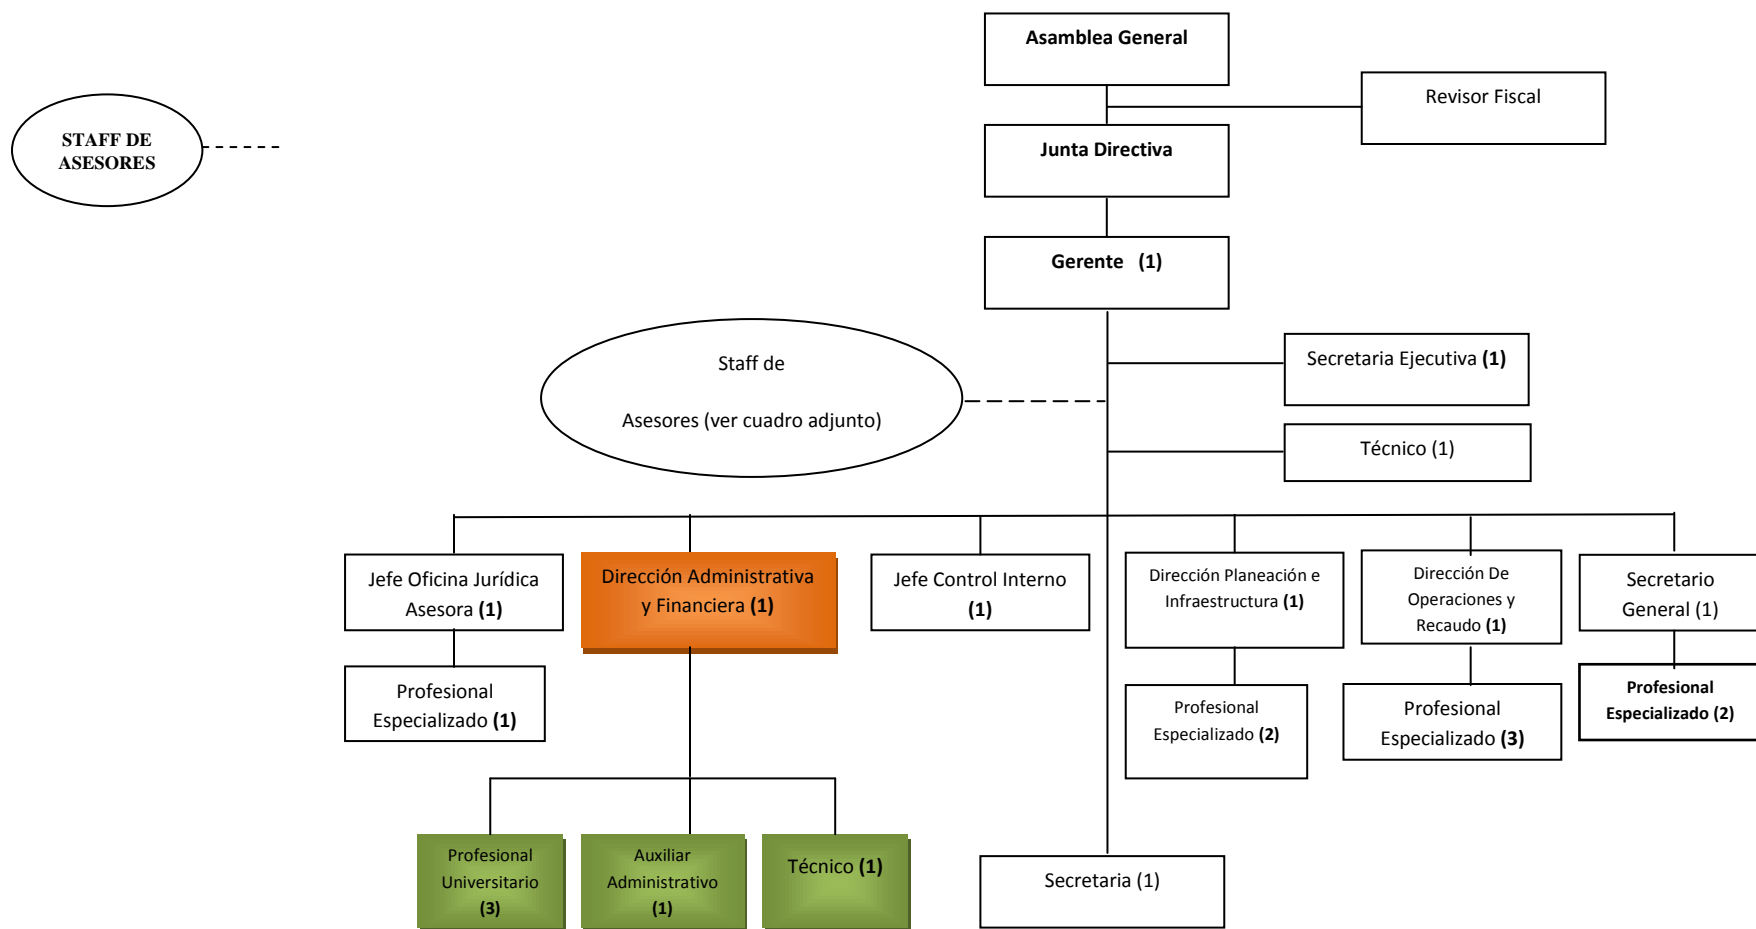 Asamblea General
Revisor Fiscal
STAFF DE
ASESORES
Junta Directiva
Gerente (1)
Staff de
Asesores (ver cuadro adjunto)
Secretaria Ejecutiva (1)
Técnico (1)
Jefe Oficina Jurídica
Asesora (1)
Dirección Administrativa
y Financiera (1)
Jefe Control Interno
(1)
Dirección Planeación e
Infraestructura (1)
Dirección De
Operaciones y
Recaudo (1)
Secretario
General (1)
Profesional
Especializado (1)
Profesional
Especializado (2)
Profesional
Especializado (3)
Profesional
Especializado (2)
Profesional
Universitario
(3)
Auxiliar
Administrativo
(1)
Técnico (1)
Secretaria (1)